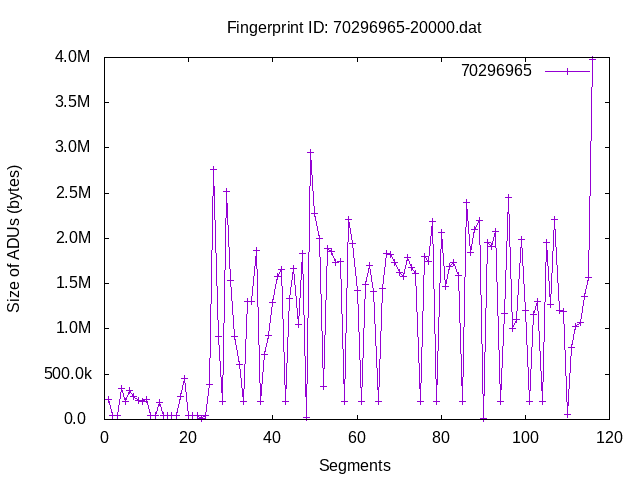 Fingerprint ID: 70296965-20000.dat
70296965
Size of ADUs (bytes)
4.0M
3.5M
3.0M
2.5M
2.0M
1.5M
1.0M
500.0k
0.0
0 20 40 60 80 100 120
Segments